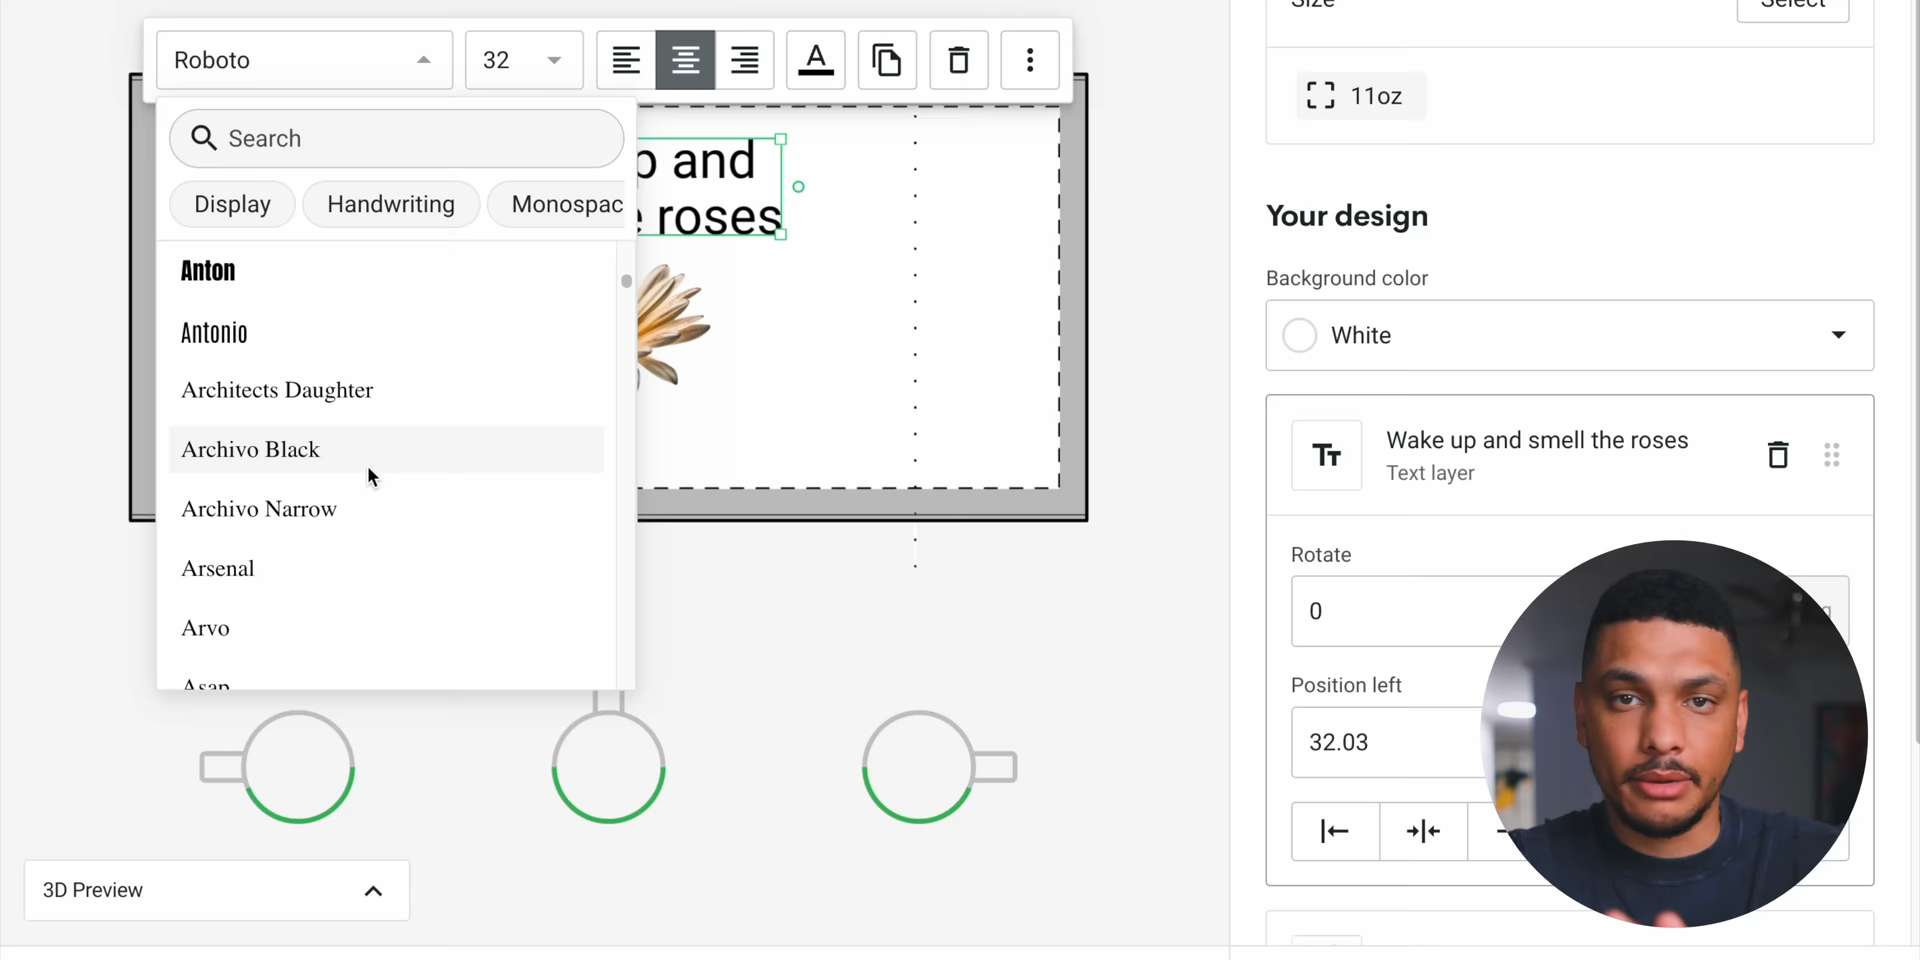 Roboto
32
A
Search
Display
Handwriting
Monospac
Anton
Antonio
Architects Daughter
Archivo Black
Archivo Narrow
Arsenal
Arvo
Asap
p and
e roses
3D Preview
Size
Select
11oz
Your design
Background color
White
Tт
Wake up and smell the roses
Text layer
Rotate
0
Position left
32.03